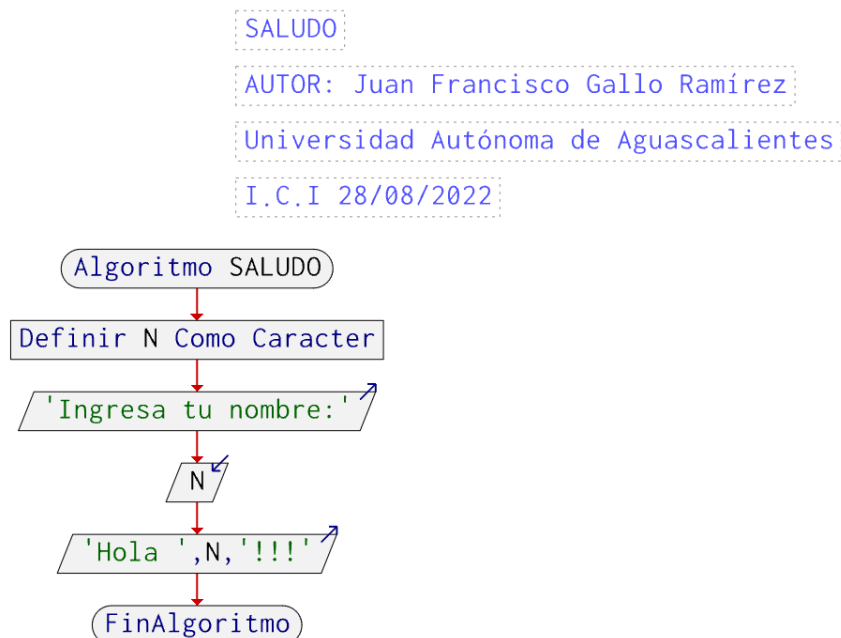 SALUDO
AUTOR: Juan Francisco Gallo Ramírez
Universidad Autónoma de Aguascalientes
I.C.I 28/08/2022
Algoritmo SALUDO
Definir N Como Caracter
'Ingresa tu nombre:'
N
'Hola ',N,'!!!'
FinAlgoritmo